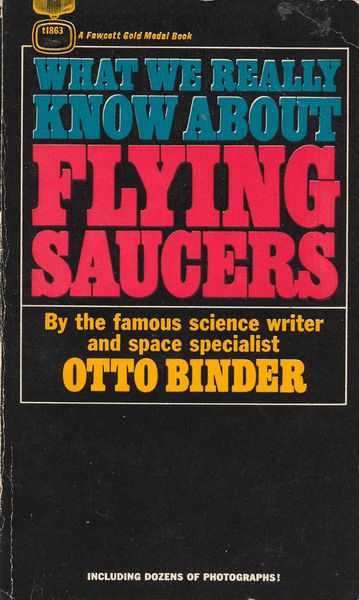 t1863
A Fawcett Gold Medal Book
WHAT WE REALLY
KNOW ABOUT
FLYING
SAUCERS
By the famous science writer
and space specialist
OTTO BINDER
INCLUDING DOZENS OF PHOTOGRAPHS!